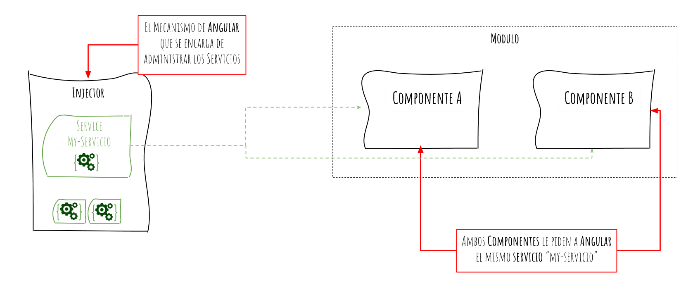 El Mecanismo de Angular
que se encarga de
administrar los Servicios
Injector
Service
My-Servicio
Modulo
Componente A
Componente B
Ambos Componentes le piden a Angular
el mismo servicio "my-servicio"